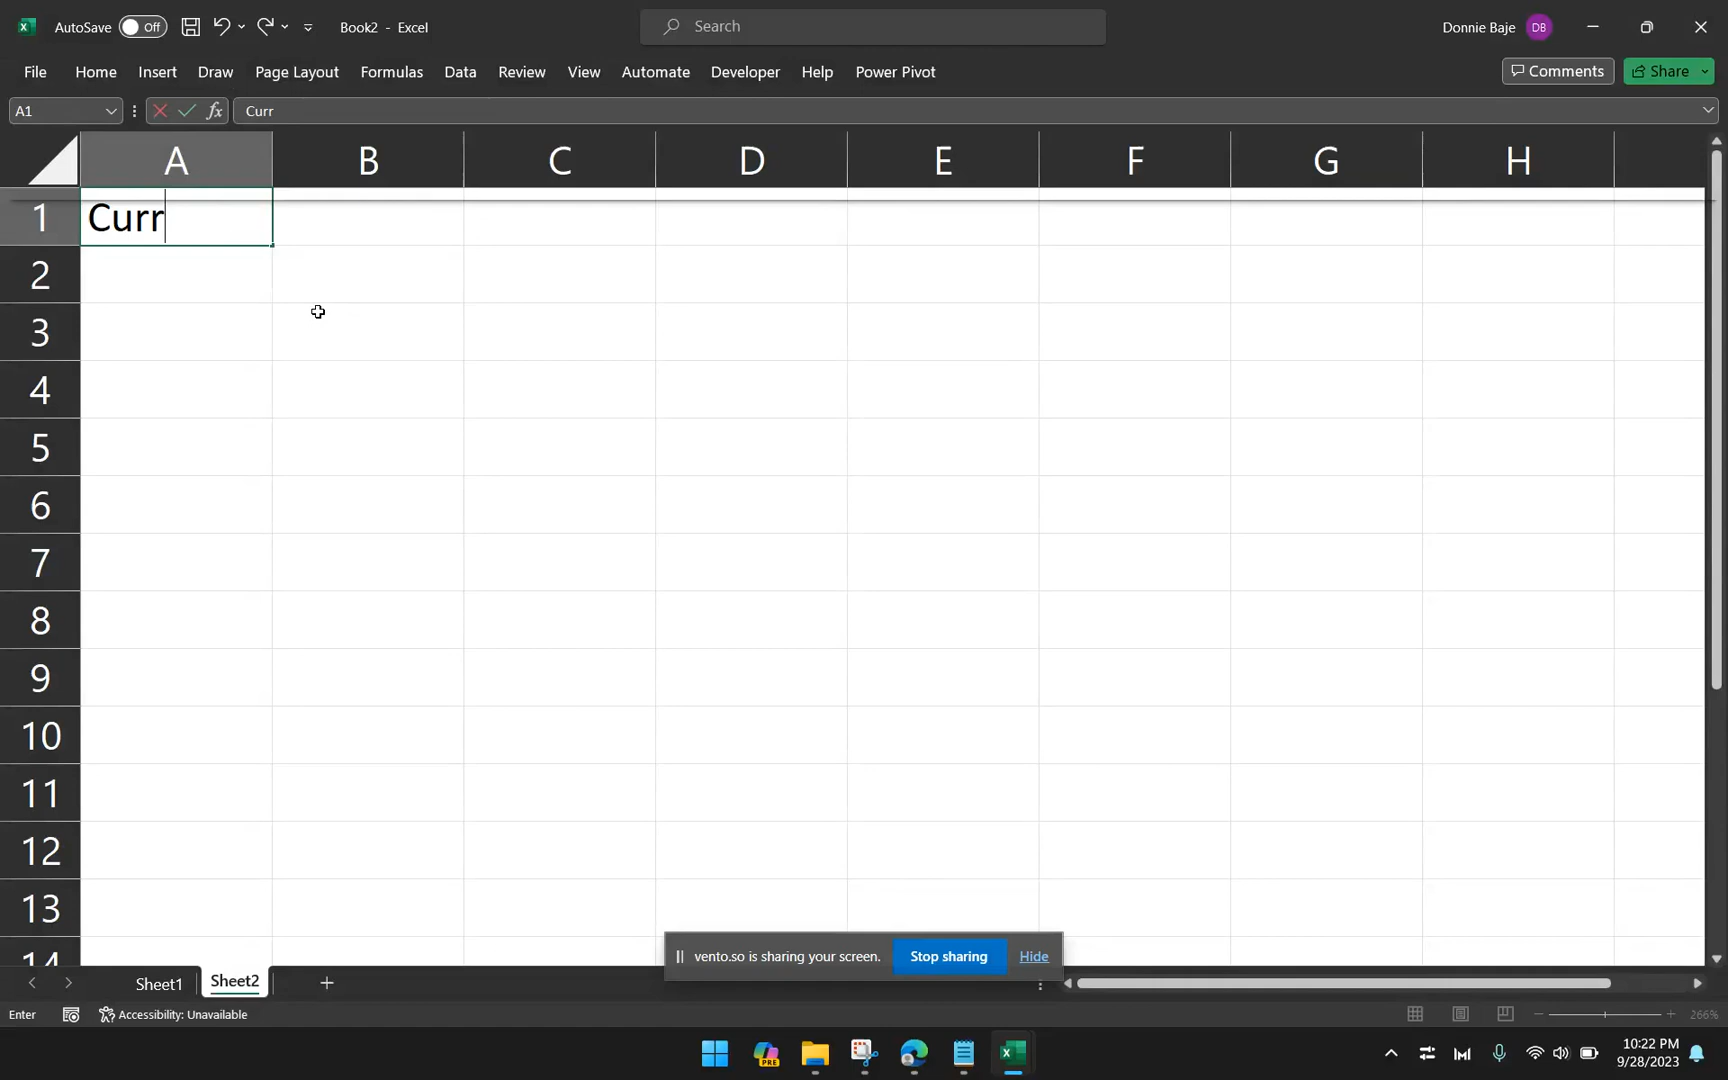 AutoSave Off Book2 - Excel Search Donnie Baje DB
File Home Insert Draw Page Layout Formulas Data Review View Automate Developer Help Power Pivot Comments Share
A1 fx Curr
A B C D E F G H
1 Curr
2
3
4
5
6
7
8
9
10
11
12
13
14
vento.so is sharing your screen. Stop sharing Hide
Sheet1 Sheet2
Enter Accessibility: Unavailable 266%
PRE 10:22 PM
9/28/2023